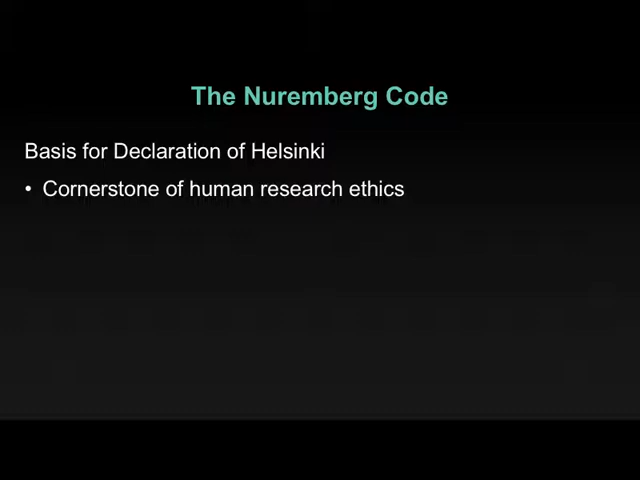 The Nuremberg Code
Basis for Declaration of Helsinki
• Cornerstone of human research ethics